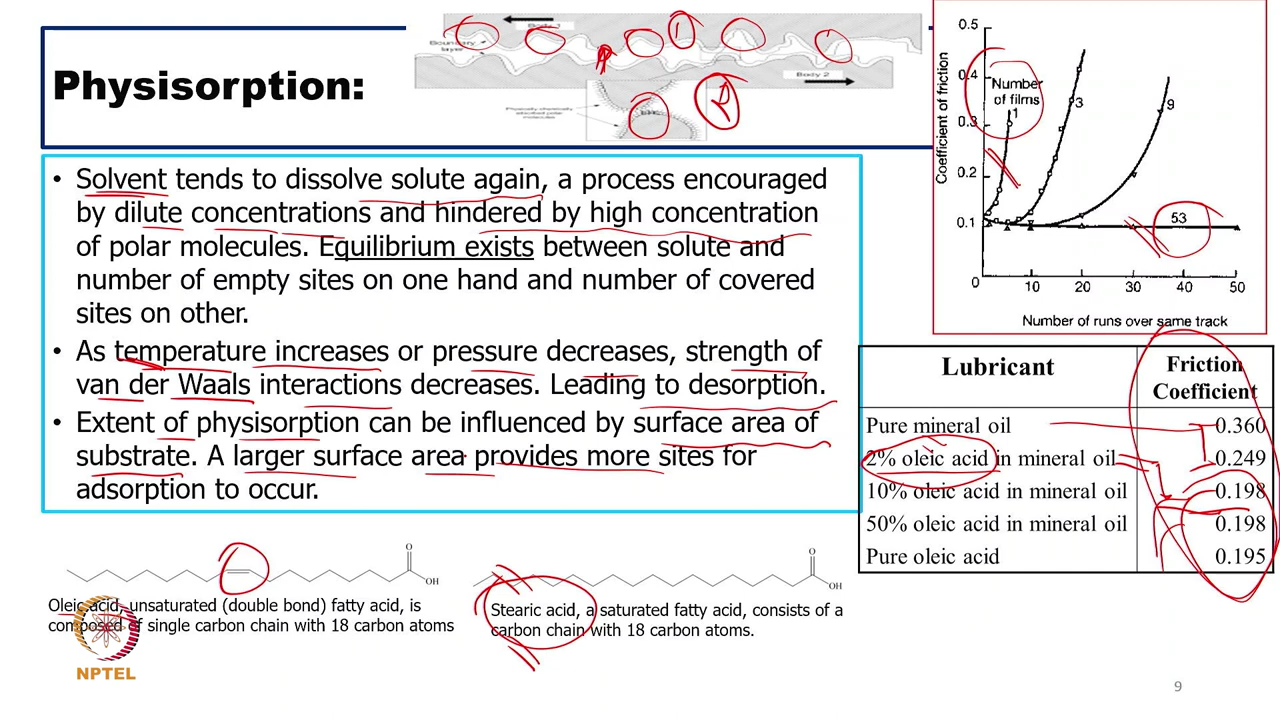 Physisorption:
Body 1
Boundary
layer
Body 2
Physically chemically
adsorbed polar
molecules
• Solvent tends to dissolve solute again, a process encouraged
by dilute concentrations and hindered by high concentration
of polar molecules. Equilibrium exists between solute and
number of empty sites on one hand and number of covered
sites on other.
• As temperature increases or pressure decreases, strength of
van der Waals interactions decreases. Leading to desorption.
• Extent of physisorption can be influenced by surface area of
substrate. A larger surface area provides more sites for
adsorption to occur.
O
OH
Oleic acid, unsaturated (double bond) fatty acid, is
composed of single carbon chain with 18 carbon atoms
O
OH
Stearic acid, a saturated fatty acid, consists of a
carbon chain with 18 carbon atoms.
NPTEL
Coefficient of friction
0.5
0.4
0.3
0.2
0.1
0
Number
of films
1
3
9
53
10 20 30 40 50
Number of runs over same track
Lubricant Friction
Coefficient
Pure mineral oil 0.360
2% oleic acid in mineral oil 0.249
10% oleic acid in mineral oil 0.198
50% oleic acid in mineral oil 0.198
Pure oleic acid 0.195
9